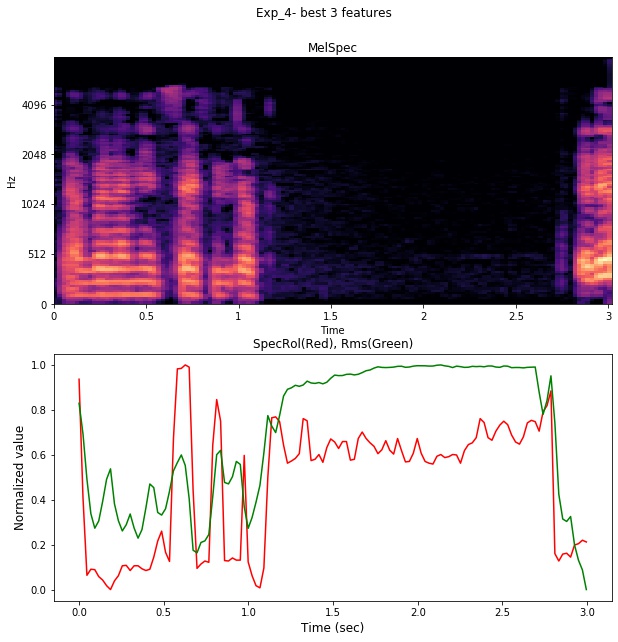 Exp_4- best 3 features
MelSpec
4096
2048
1024
512
0
Hz
0 0.5 1 1.5 2 2.5 3
Time
SpecRol(Red), Rms(Green)
1.0
0.8
0.6
0.4
0.2
0.0
Normalized value
0.0 0.5 1.0 1.5 2.0 2.5 3.0
Time (sec)